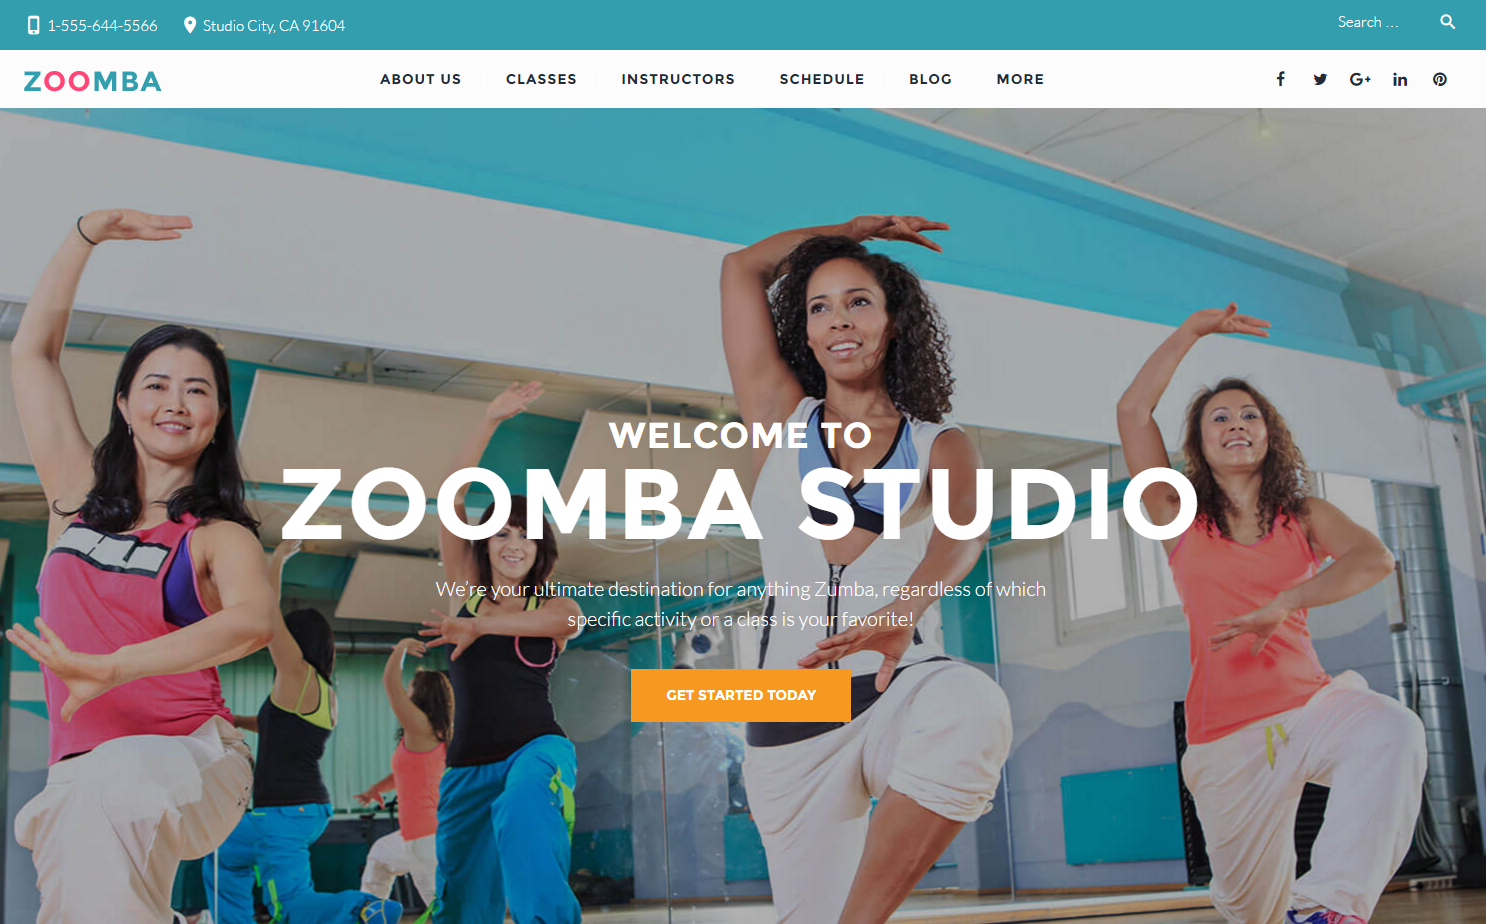 1-555-644-5566 Studio City, CA 91604 Search ...
ZOOMBA ABOUT US CLASSES INSTRUCTORS SCHEDULE BLOG MORE
WELCOME TO
ZOOMBA STUDIO
We're your ultimate destination for anything Zumba, regardless of which
specific activity or a class is your favorite!
GET STARTED TODAY